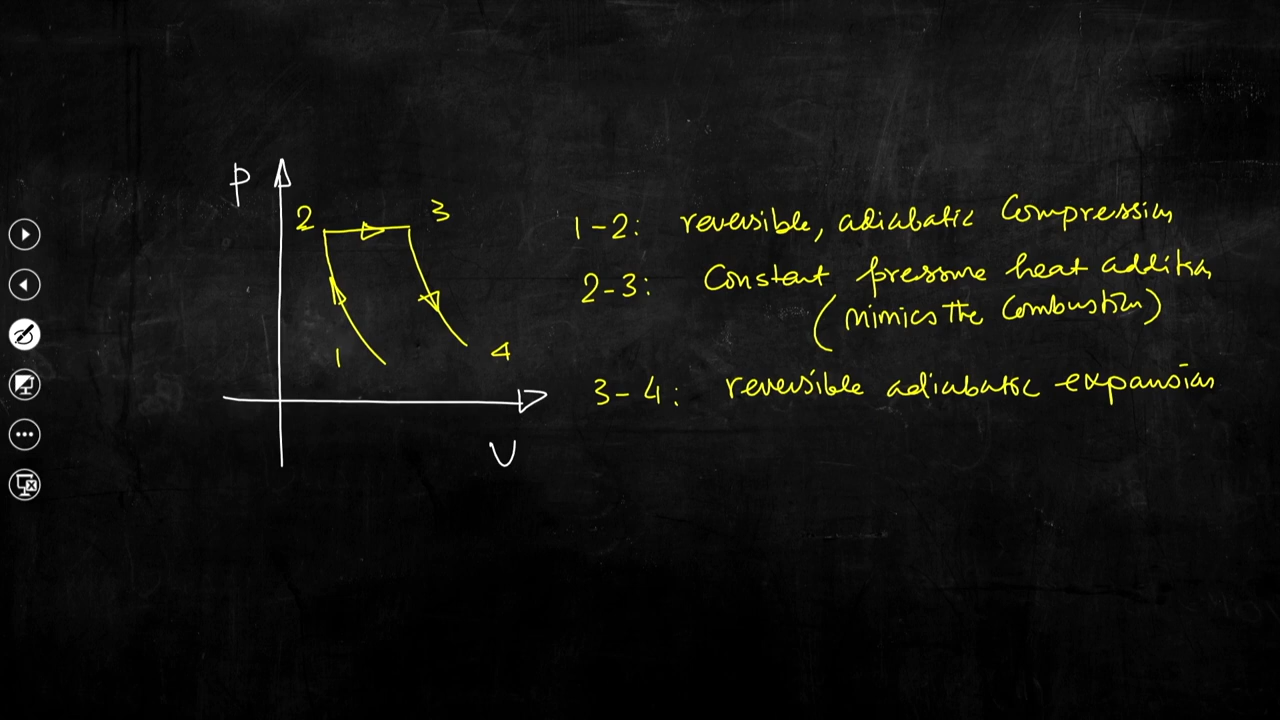 P
2
3
1
4
V
1-2: reversible, adiabatic Compression
2-3: Constant pressure heat addition
(mimics the Combustion)
3-4: reversible adiabatic expansion